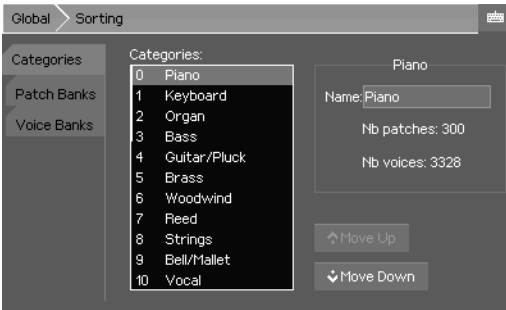 Global Sorting
Categories
Patch Banks
Voice Banks
Categories:
0 Piano
1 Keyboard
2 Organ
3 Bass
4 Guitar/Pluck
5 Brass
6 Woodwind
7 Reed
8 Strings
9 Bell/Mallet
10 Vocal
Piano
Name: Piano
Nb patches: 300
Nb voices: 3328
Move Up
Move Down